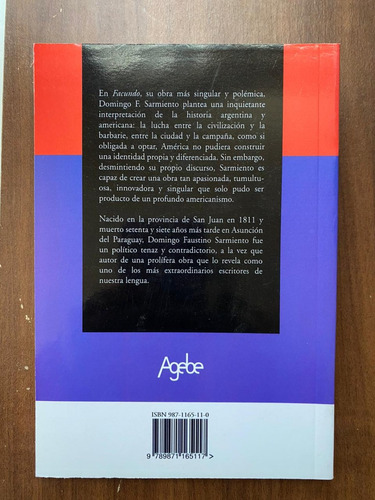 En Facundo, su obra más singular y polémica,
Domingo F. Sarmiento plantea una inquietante
interpretación de la historia argentina y
americana: la lucha entre la civilización y la
barbarie, entre la ciudad y la campaña, como si
obligada a optar, América no pudiera construir
una identidad propia y diferenciada. Sin embargo,
desmintiendo su propio discurso, Sarmiento es
capaz de crear una obra tan apasionada, tumultuo-
sa, innovadora y singular que solo pudo ser
producto de un profundo americanismo.
Nacido en la provincia de San Juan en 1811 y
muerto setenta y siete años más tarde en Asunción
del Paraguay, Domingo Faustino Sarmiento fue
un político tenaz y contradictorio, a la vez que
autor de una prolífera obra que lo revela como
uno de los más extraordinarios escritores de
nuestra lengua.
Agebe
ISBN 987-1165-11-0
9 789871 165117 >